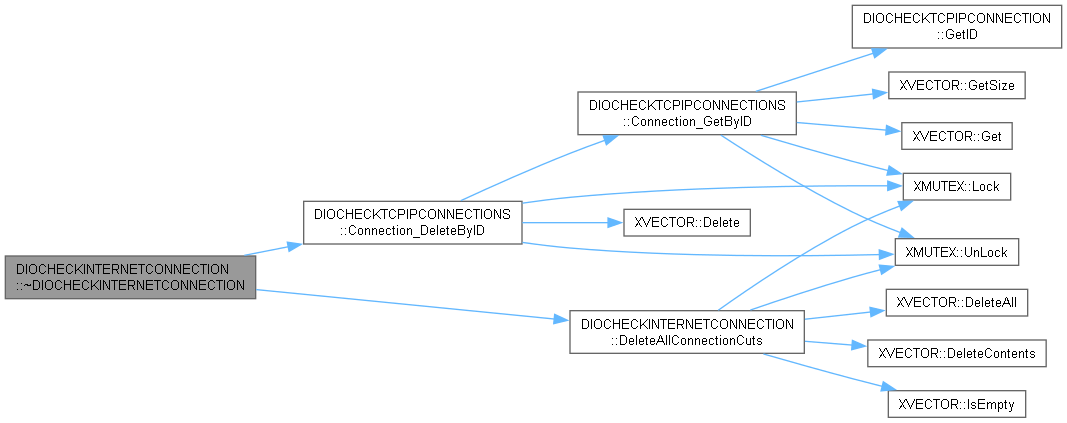 DIOCHECKINTERNETCONNECTION
::~DIOCHECKINTERNETCONNECTION
DIOCHECKTCPIPCONNECTIONS
::Connection_DeleteByID
DIOCHECKTCPIPCONNECTIONS
::Connection_GetByID
DIOCHECKTCPIPCONNECTION
::GetID
XVECTOR::GetSize
XVECTOR::Get
XMUTEX::Lock
XMUTEX::UnLock
XVECTOR::Delete
DIOCHECKINTERNETCONNECTION
::DeleteAllConnectionCuts
XVECTOR::DeleteAll
XVECTOR::DeleteContents
XVECTOR::IsEmpty